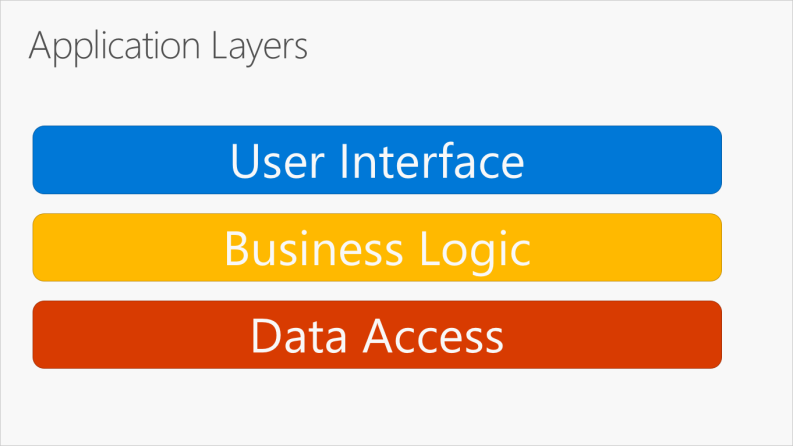 Application Layers
User Interface
Business Logic
Data Access